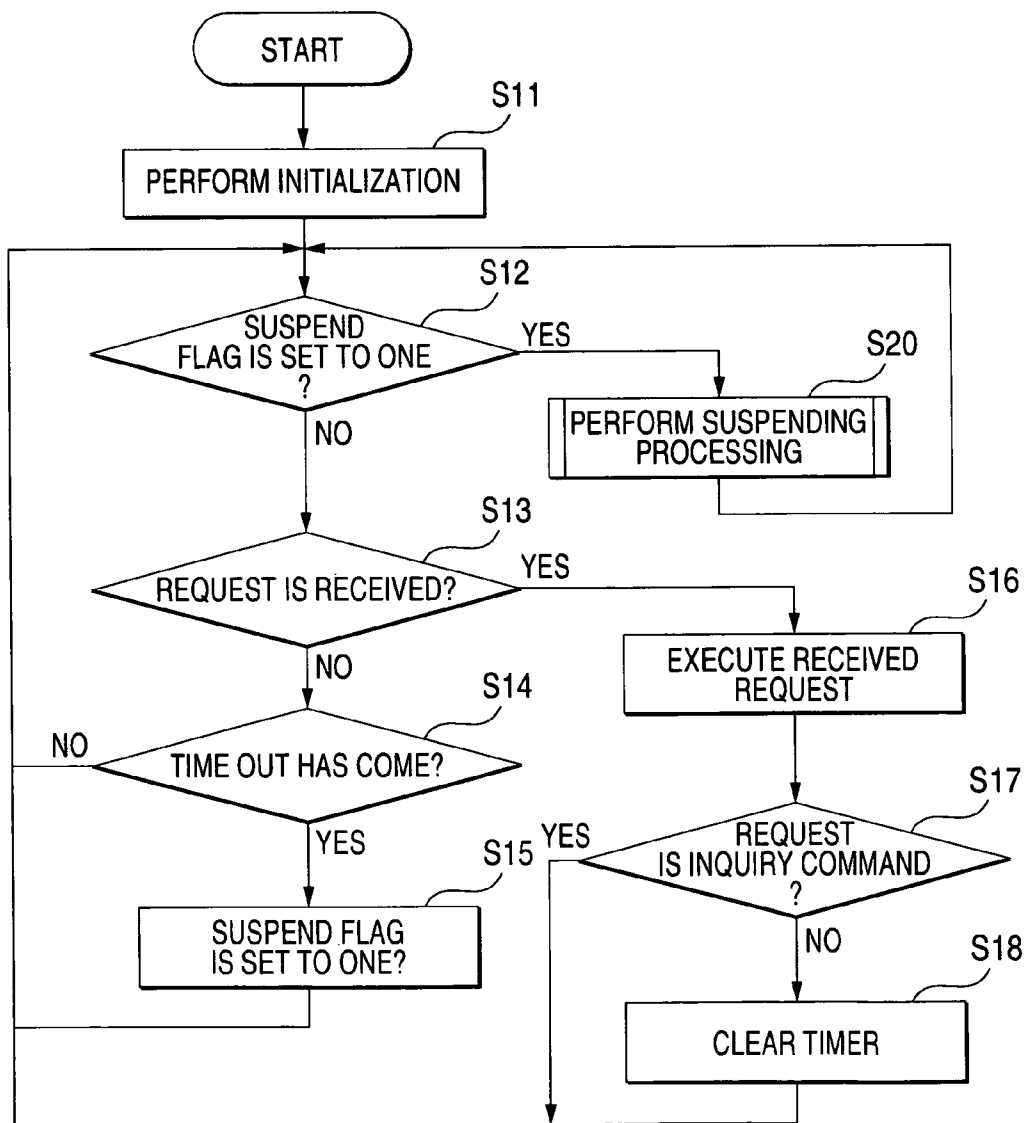 START
S11
PERFORM INITIALIZATION
S12
SUSPEND
FLAG IS SET TO ONE
?
YES
NO
S20
PERFORM SUSPENDING
PROCESSING
S13
REQUEST IS RECEIVED?
YES
NO
S16
EXECUTE RECEIVED
REQUEST
S14
TIME OUT HAS COME?
NO
YES
S17
REQUEST
IS INQUIRY COMMAND
?
YES
NO
S15
SUSPEND FLAG
IS SET TO ONE?
S18
CLEAR TIMER